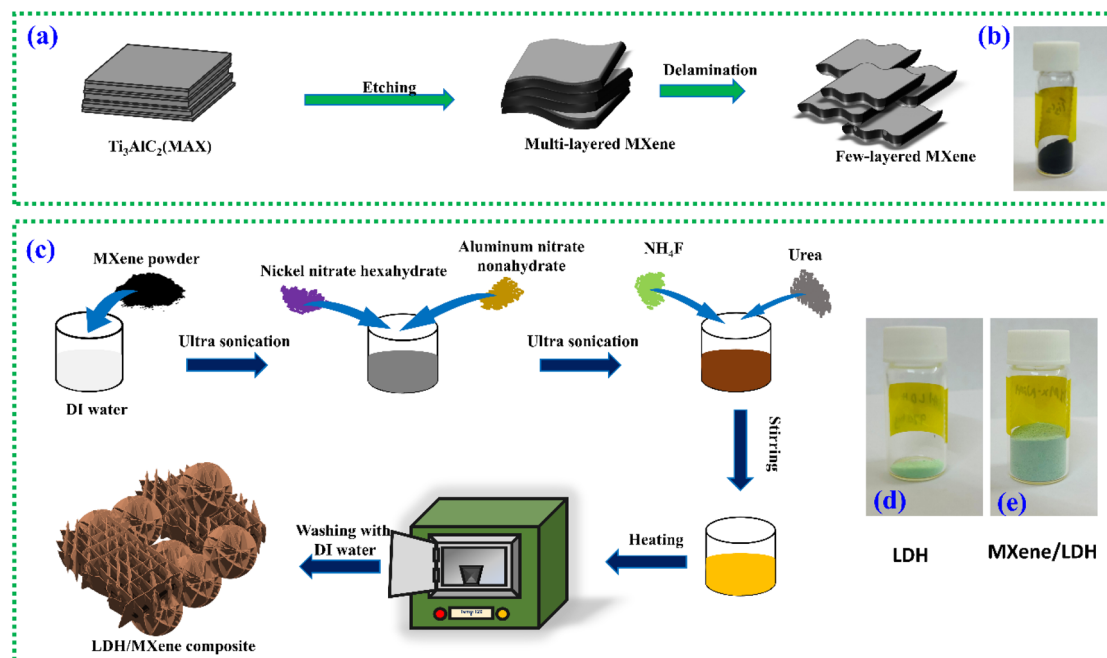 (a)
(b)
Etching
Delamination
Ti₃AlC₂(MAX)
Multi-layered MXene
Few-layered MXene
(c)
MXene powder
Nickel nitrate hexahydrate
Aluminum nitrate
nonahydrate
NH₄F
Urea
Ultra sonication
Ultra sonication
DI water
Stirring
Heating
Washing with
DI water
LDH/MXene composite
(d)
(e)
LDH
MXene/LDH